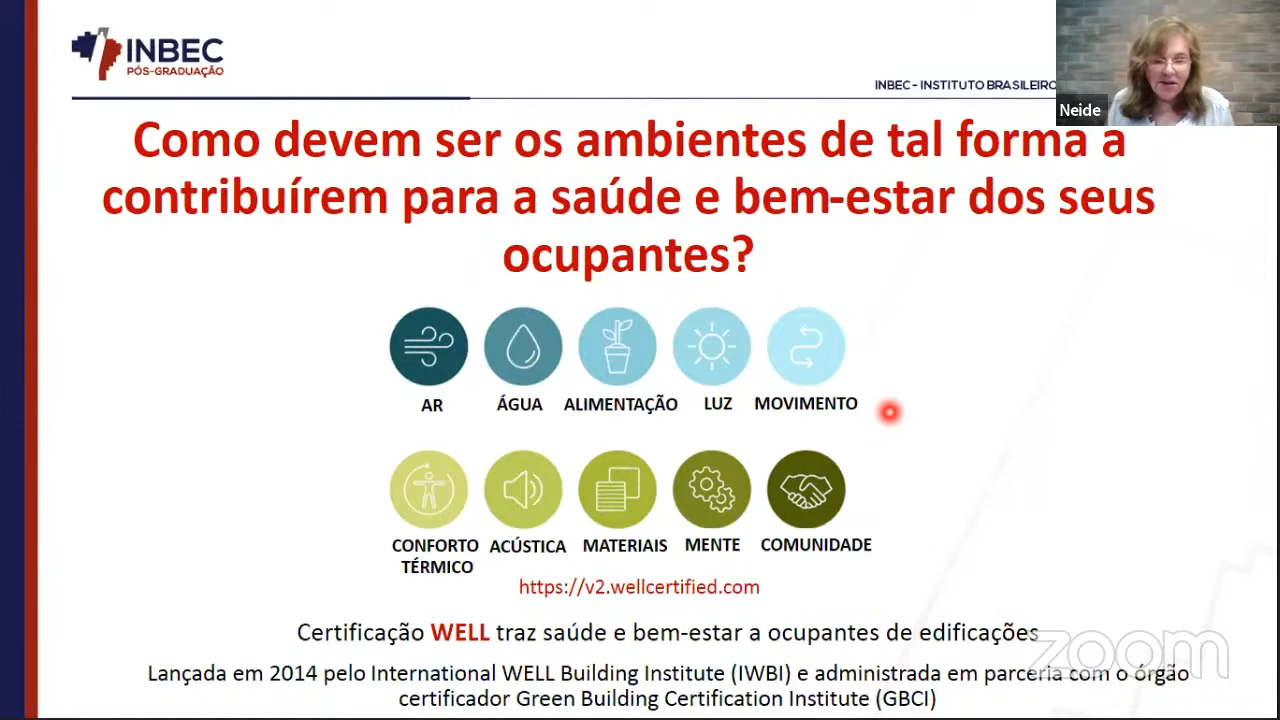 INBEC
PÓS-GRADUAÇÃO
INBEC - INSTITUTO BRASILEIRO
Neide
Como devem ser os ambientes de tal forma a
contribuírem para a saúde e bem-estar dos seus
ocupantes?
AR ÁGUA ALIMENTAÇÃO LUZ MOVIMENTO
CONFORTO TÉRMICO ACÚSTICA MATERIAIS MENTE COMUNIDADE
https://v2.wellcertified.com
Certificação WELL traz saúde e bem-estar a ocupantes de edificações
zoom
Lançada em 2014 pelo International WELL Building Institute (IWBI) e administrada em parceria com o órgão
certificador Green Building Certification Institute (GBCI)